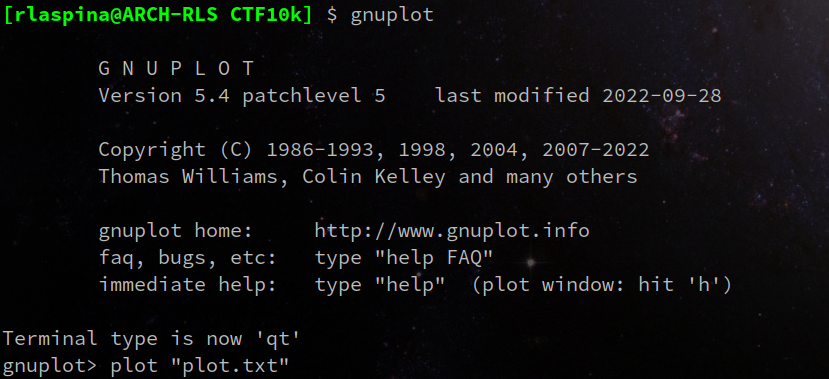 [rlaspina@ARCH-RLS CTF10k] $ gnuplot
G N U P L O T
Version 5.4 patchlevel 5    last modified 2022-09-28
Copyright (C) 1986-1993, 1998, 2004, 2007-2022
Thomas Williams, Colin Kelley and many others
gnuplot home:     http://www.gnuplot.info
faq, bugs, etc:   type "help FAQ"
immediate help:   type "help"  (plot window: hit 'h')
Terminal type is now 'qt'
gnuplot> plot "plot.txt"